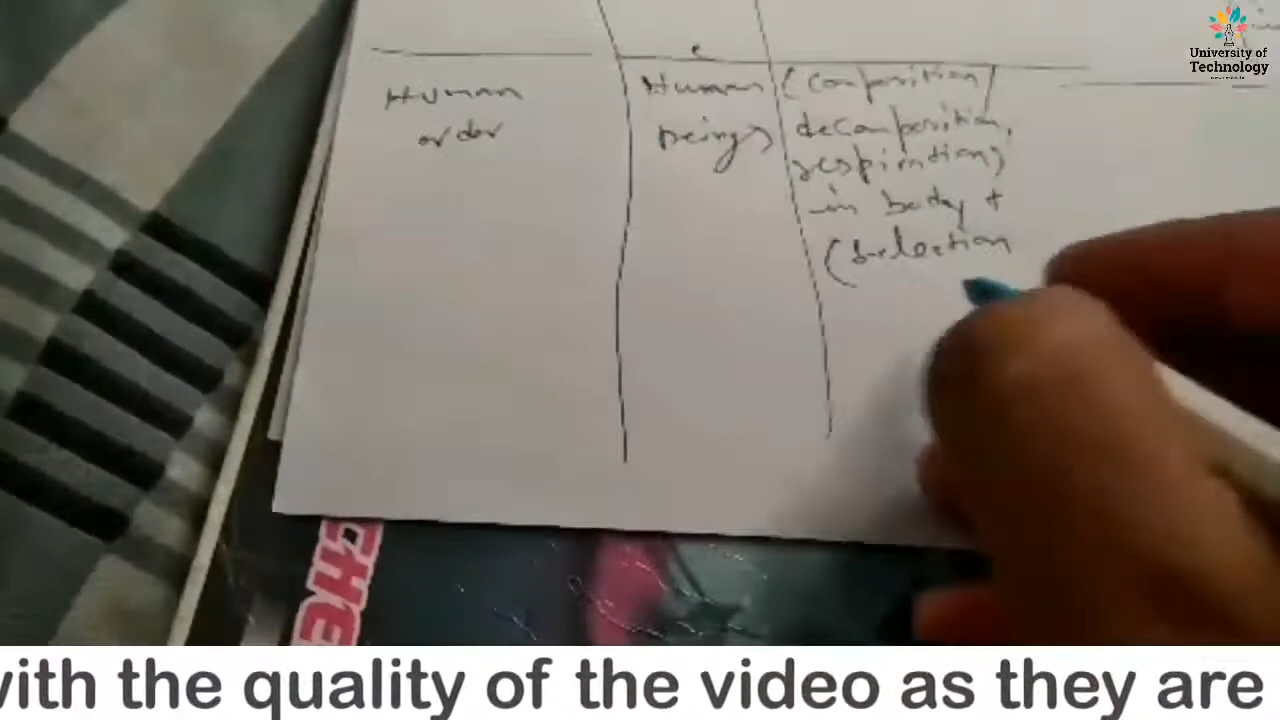 Human
order
Human
beings
(Composition/
decomposition,
respiration)
in body +
(Selection
University of
Technology
CHE
with the quality of the video as they are